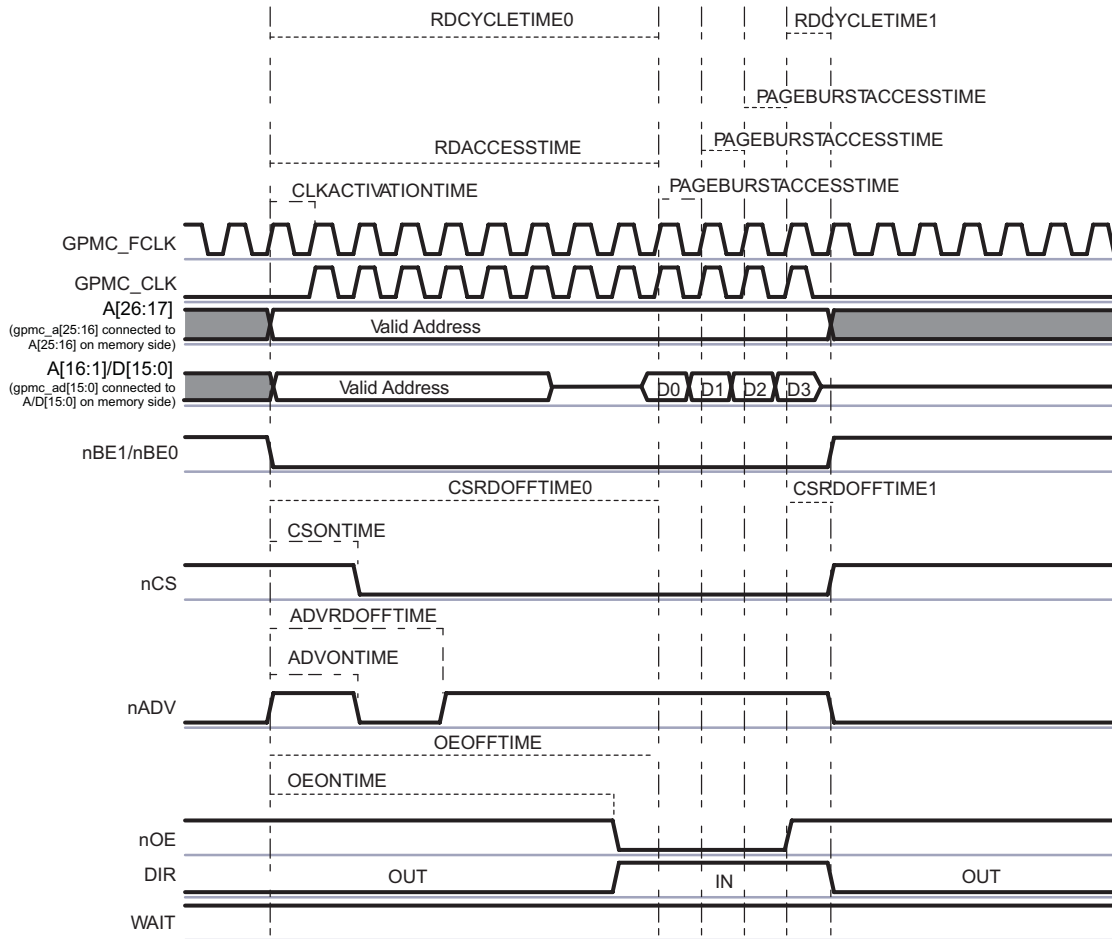 RDCYCLETIME0
RDCYCLETIME1
PAGEBURSTACCESSTIME
PAGEBURSTACCESSTIME
RDACCESSTIME
PAGEBURSTACCESSTIME
CLKACTIVATIONTIME
GPMC_FCLK
GPMC_CLK
A[26:17]
(gpmc_a[25:16] connected to
A[25:16] on memory side)
Valid Address
A[16:1]/D[15:0]
(gpmc_ad[15:0] connected to
A/D[15:0] on memory side)
Valid Address
D0
D1
D2
D3
nBE1/nBE0
CSRDOFFTIME0
CSRDOFFTIME1
CSONTIME
nCS
ADVRDOFFTIME
ADVONTIME
nADV
OEOFFTIME
OEONTIME
nOE
DIR
OUT
IN
OUT
WAIT